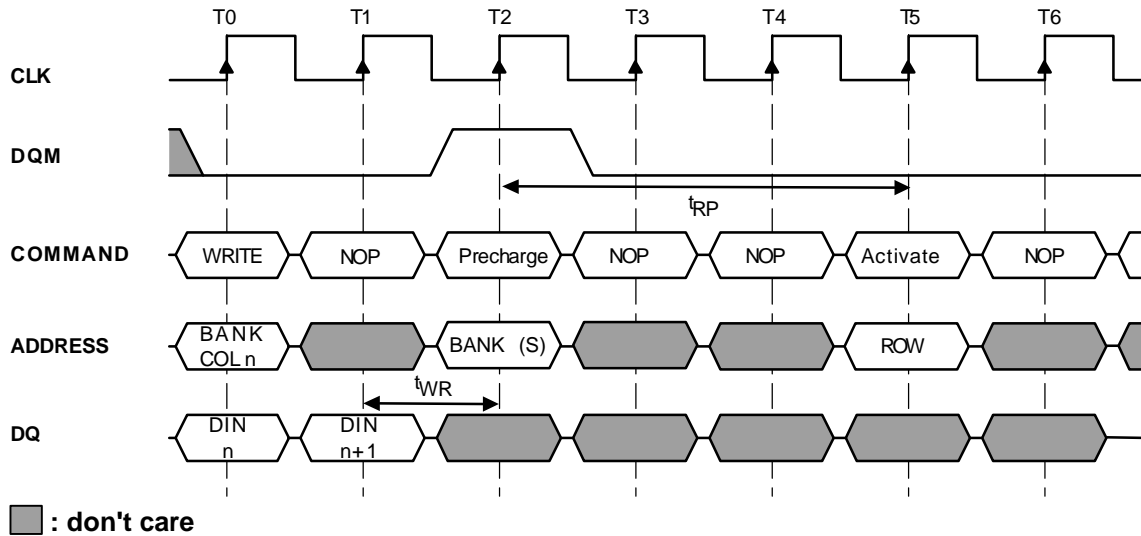 T0 T1 T2 T3 T4 T5 T6
CLK
DQM
tRP
COMMAND WRITE NOP Precharge NOP NOP Activate NOP
ADDRESS BANK COL n BANK (S) ROW
tWR
DQ DIN n DIN n+1
: don't care